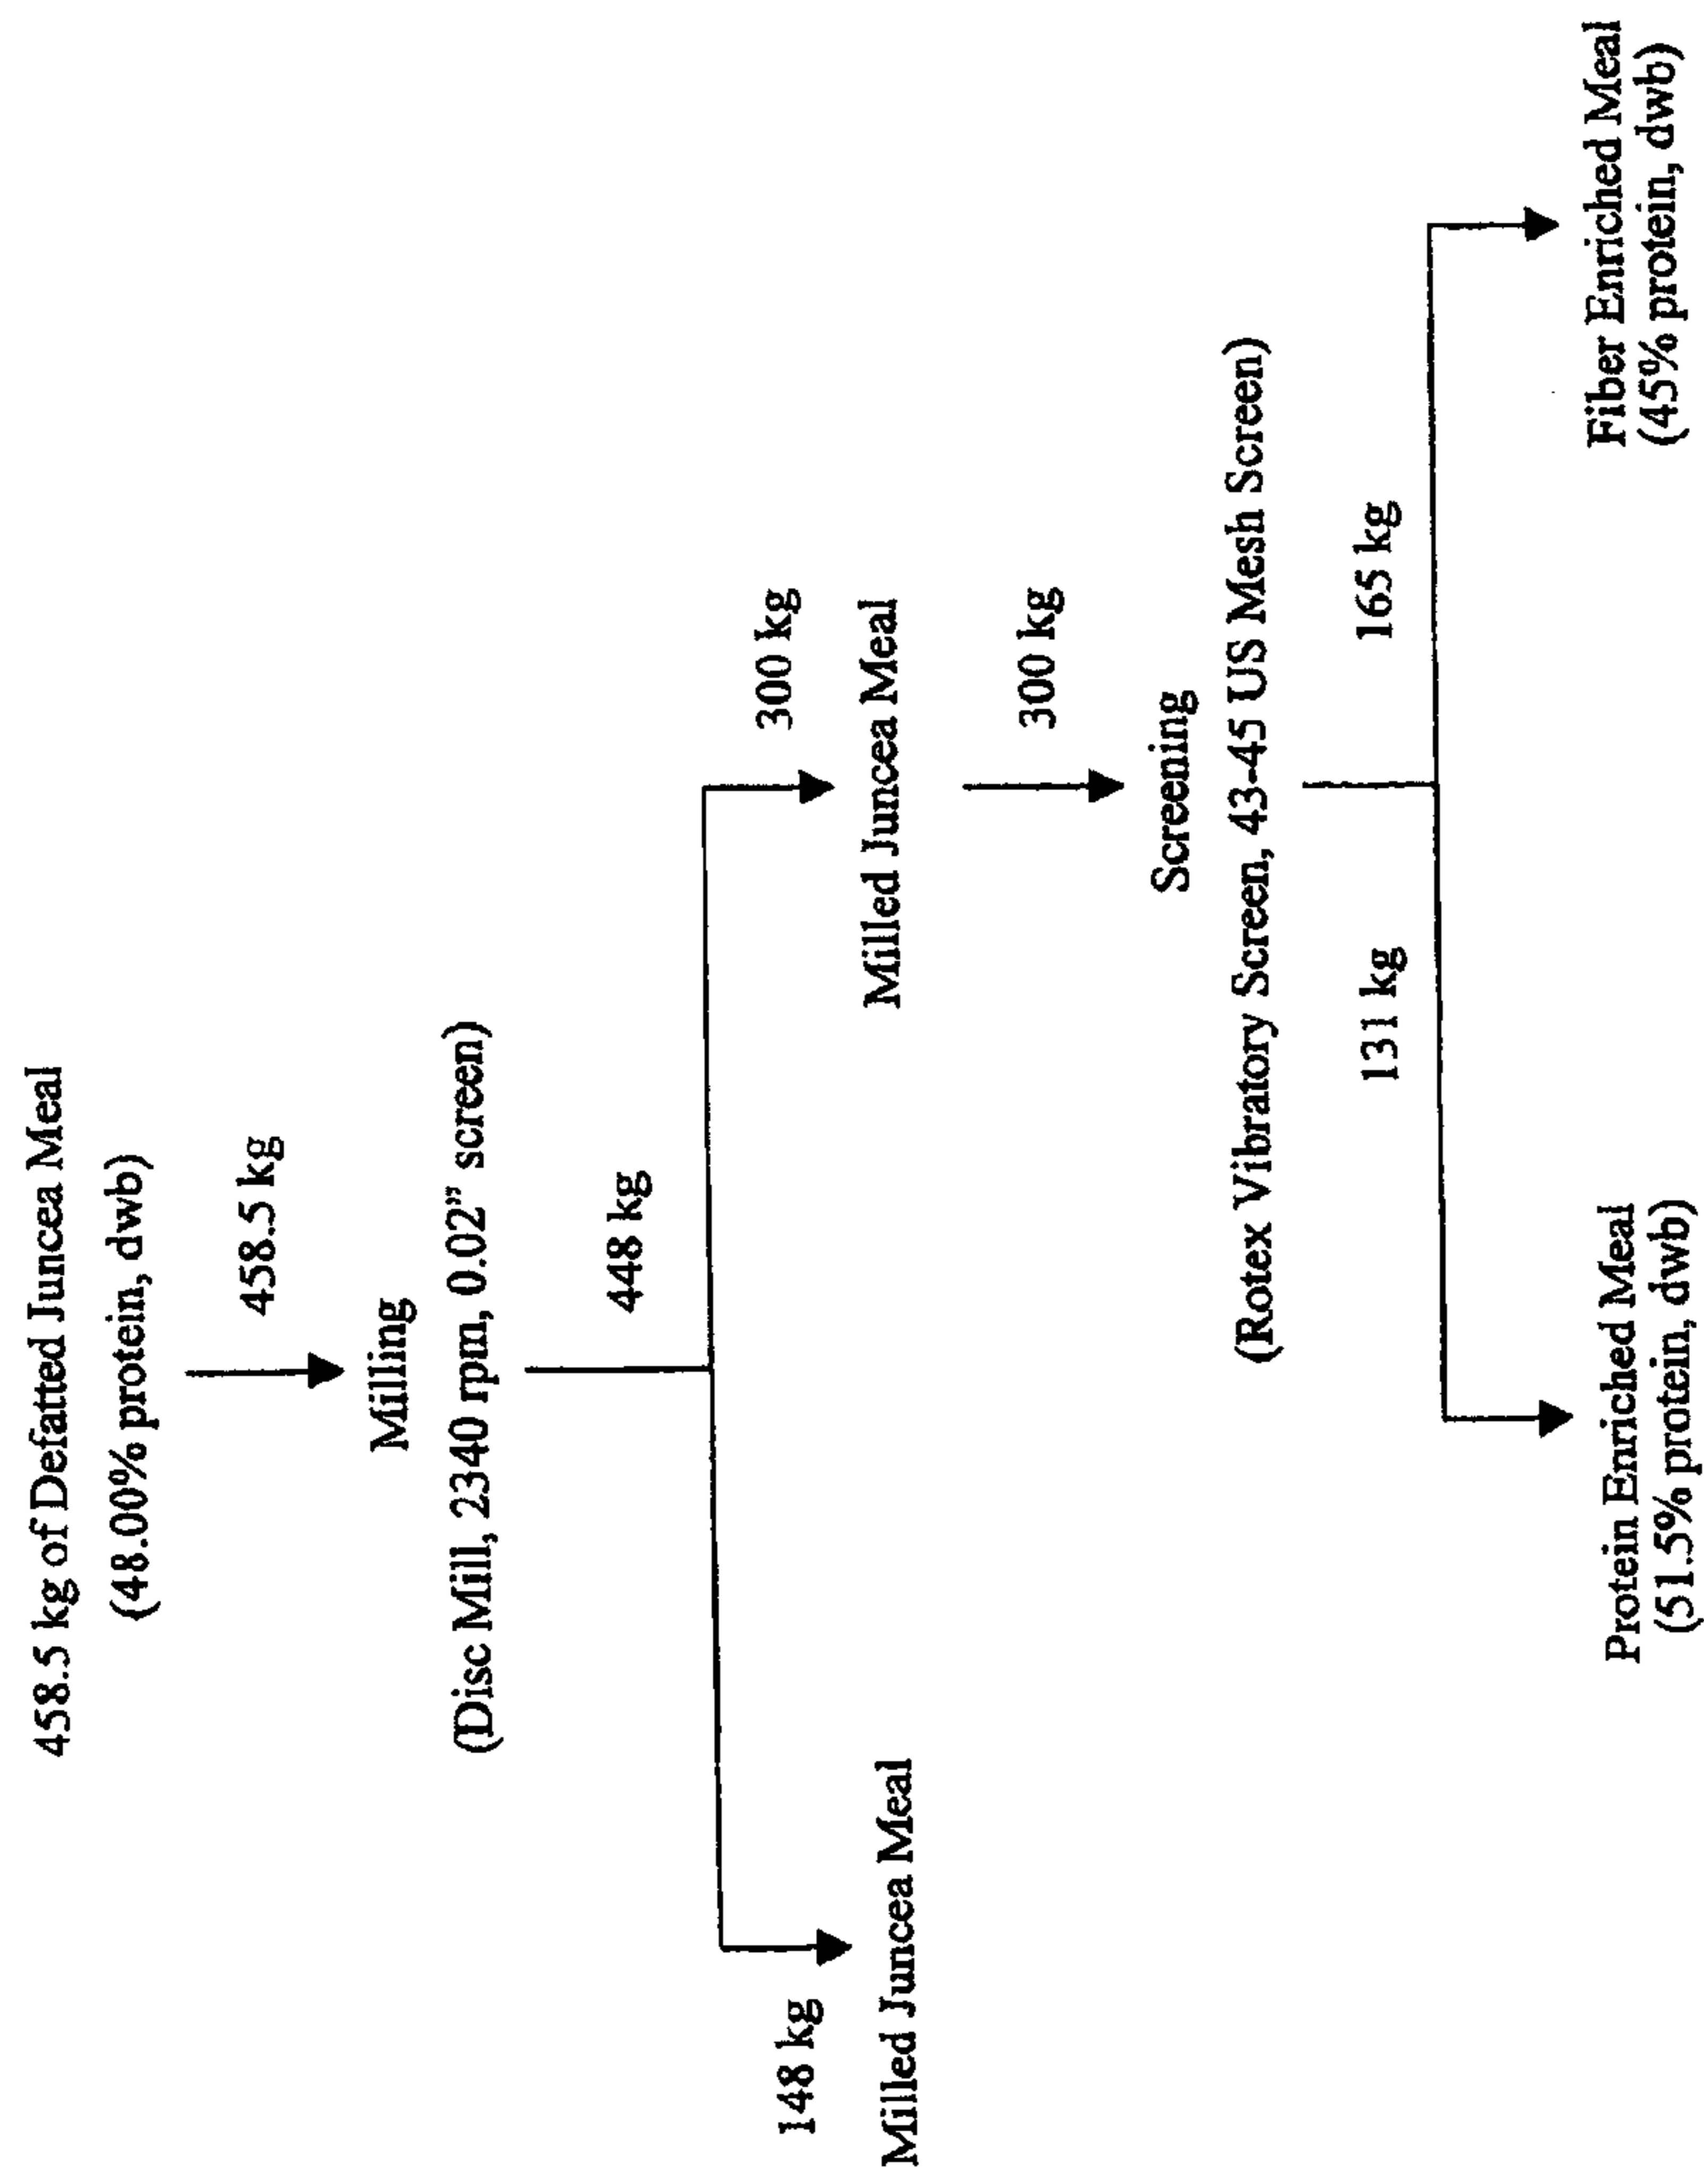 458.5 kg of Defatted Juncea Meal
(48.00% protein, dwb)
458.5 kg
Milling
(Disc Mill, 2340 rpm, 0.02” screen)
448 kg
148 kg
300 kg
Milled Juncea Meal
Milled Juncea Meal
300 kg
Screening
(Rotex Vibratory Screen, 43-45 US Mesh Screen)
131 kg
165 kg
Protein Enriched Meal
(51.5% protein, dwb)
Fiber Enriched Meal
(45% protein, dwb)